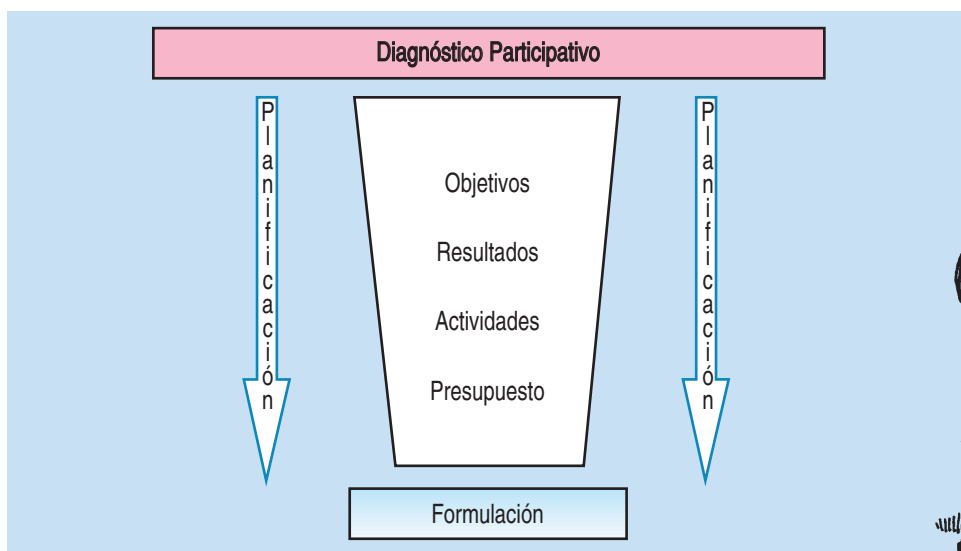 Diagnóstico Participativo
Planificación
Objetivos
Resultados
Actividades
Presupuesto
Planificación
Formulación